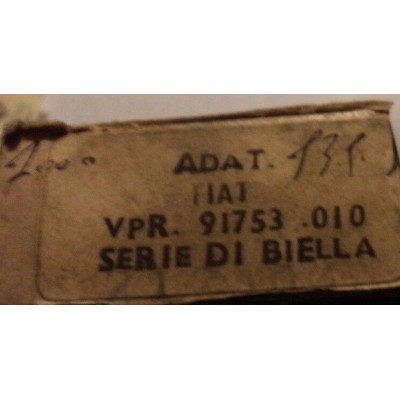 ADAT. 131.
FIAT
VPR. 91753 .010
SERIE DI BIELLA